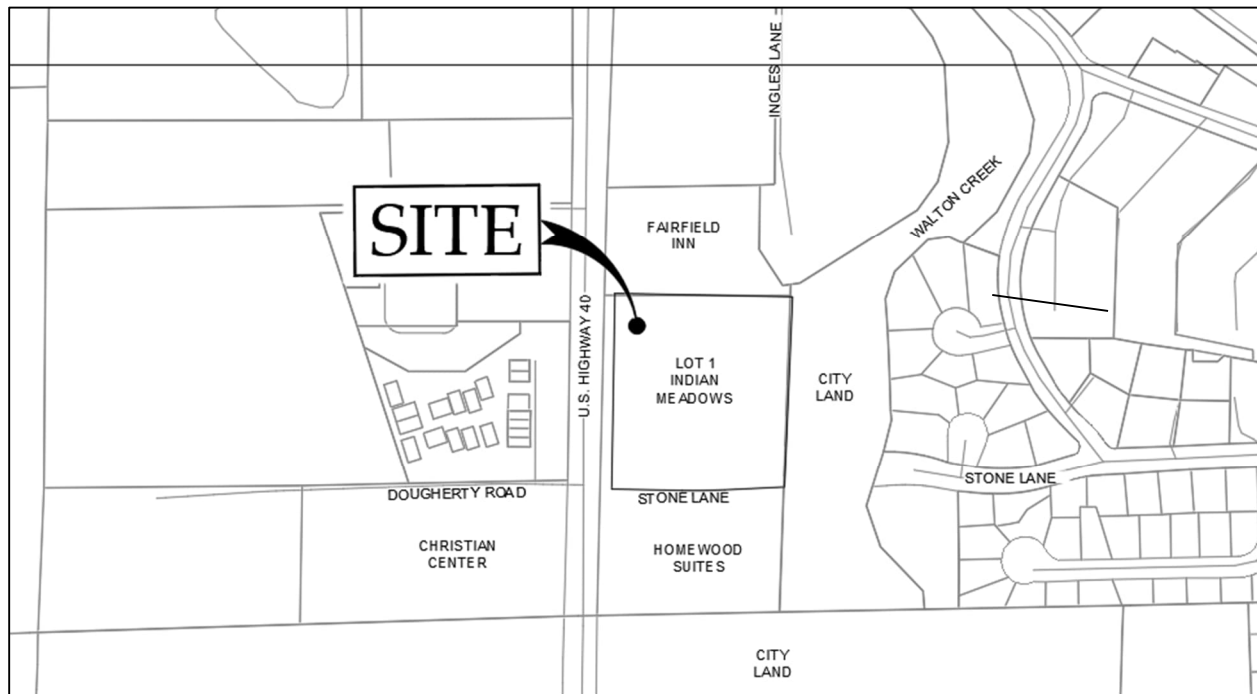 INGLES LANE
WALTON CREEK
SITE
FAIRFIELD
INN
U.S. HIGHWAY 40
LOT 1
INDIAN
MEADOWS
CITY
LAND
DOUGHERTY ROAD
STONE LANE
STONE LANE
CHRISTIAN
CENTER
HOMEWOOD
SUITES
CITY
LAND